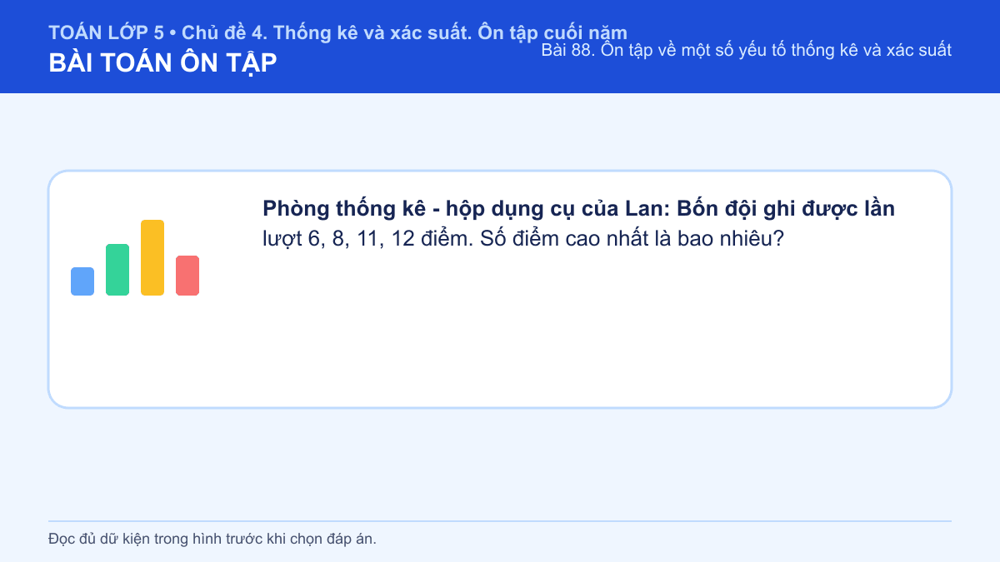 TOÁN LỚP 5 • Chủ đề 4. Thống kê và xác suất. Ôn tập cuối năm
BÀI TOÁN ÔN TẬP
Bài 88. Ôn tập về một số yếu tố thống kê và xác suất
Phòng thống kê - hộp dụng cụ của Lan: Bốn đội ghi được lần
lượt 6, 8, 11, 12 điểm. Số điểm cao nhất là bao nhiêu?
Đọc đủ dữ kiện trong hình trước khi chọn đáp án.